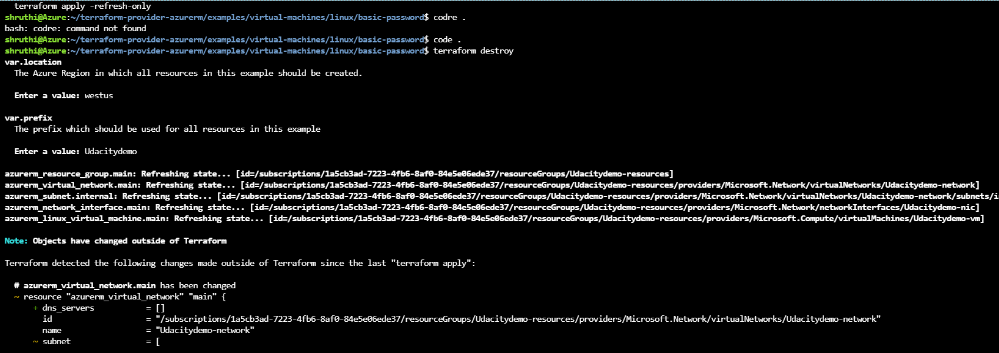 terraform apply -refresh-only
shruthi@Azure:~/terraform-provider-azurerm/examples/virtual-machines/linux/basic-password$ codre .
bash: codre: command not found
shruthi@Azure:~/terraform-provider-azurerm/examples/virtual-machines/linux/basic-password$ code .
shruthi@Azure:~/terraform-provider-azurerm/examples/virtual-machines/linux/basic-password$ terraform destroy
var.location
The Azure Region in which all resources in this example should be created.
Enter a value: westus
var.prefix
The prefix which should be used for all resources in this example
Enter a value: Udacitydemo
azurerm_resource_group.main: Refreshing state... [id=/subscriptions/1a5cb3ad-7223-4fb6-8af0-84e5e06ede37/resourceGroups/Udacitydemo-resources]
azurerm_virtual_network.main: Refreshing state... [id=/subscriptions/1a5cb3ad-7223-4fb6-8af0-84e5e06ede37/resourceGroups/Udacitydemo-resources/providers/Microsoft.Network/virtualNetworks/Udacitydemo-network]
azurerm_subnet.internal: Refreshing state... [id=/subscriptions/1a5cb3ad-7223-4fb6-8af0-84e5e06ede37/resourceGroups/Udacitydemo-resources/providers/Microsoft.Network/virtualNetworks/Udacitydemo-network/subnets/i
azurerm_network_interface.main: Refreshing state... [id=/subscriptions/1a5cb3ad-7223-4fb6-8af0-84e5e06ede37/resourceGroups/Udacitydemo-resources/providers/Microsoft.Network/networkInterfaces/Udacitydemo-nic]
azurerm_linux_virtual_machine.main: Refreshing state... [id=/subscriptions/1a5cb3ad-7223-4fb6-8af0-84e5e06ede37/resourceGroups/Udacitydemo-resources/providers/Microsoft.Compute/virtualMachines/Udacitydemo-vm]
Note: Objects have changed outside of Terraform
Terraform detected the following changes made outside of Terraform since the last "terraform apply":
# azurerm_virtual_network.main has been changed
~ resource "azurerm_virtual_network" "main" {
+ dns_servers = []
id = "/subscriptions/1a5cb3ad-7223-4fb6-8af0-84e5e06ede37/resourceGroups/Udacitydemo-resources/providers/Microsoft.Network/virtualNetworks/Udacitydemo-network"
name = "Udacitydemo-network"
~ subnet = [